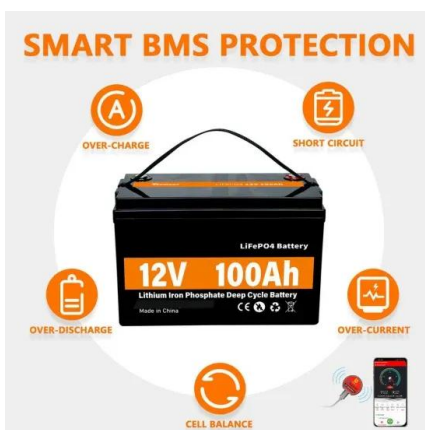 SMART BMS PROTECTION
OVER-CHARGE
SHORT CIRCUIT
LiFePO4 Battery
12V 100Ah
Lithium Iron Phosphate Deep Cycle Battery
Made in China
CE
OVER-DISCHARGE
OVER-CURRENT
CELL BALANCE